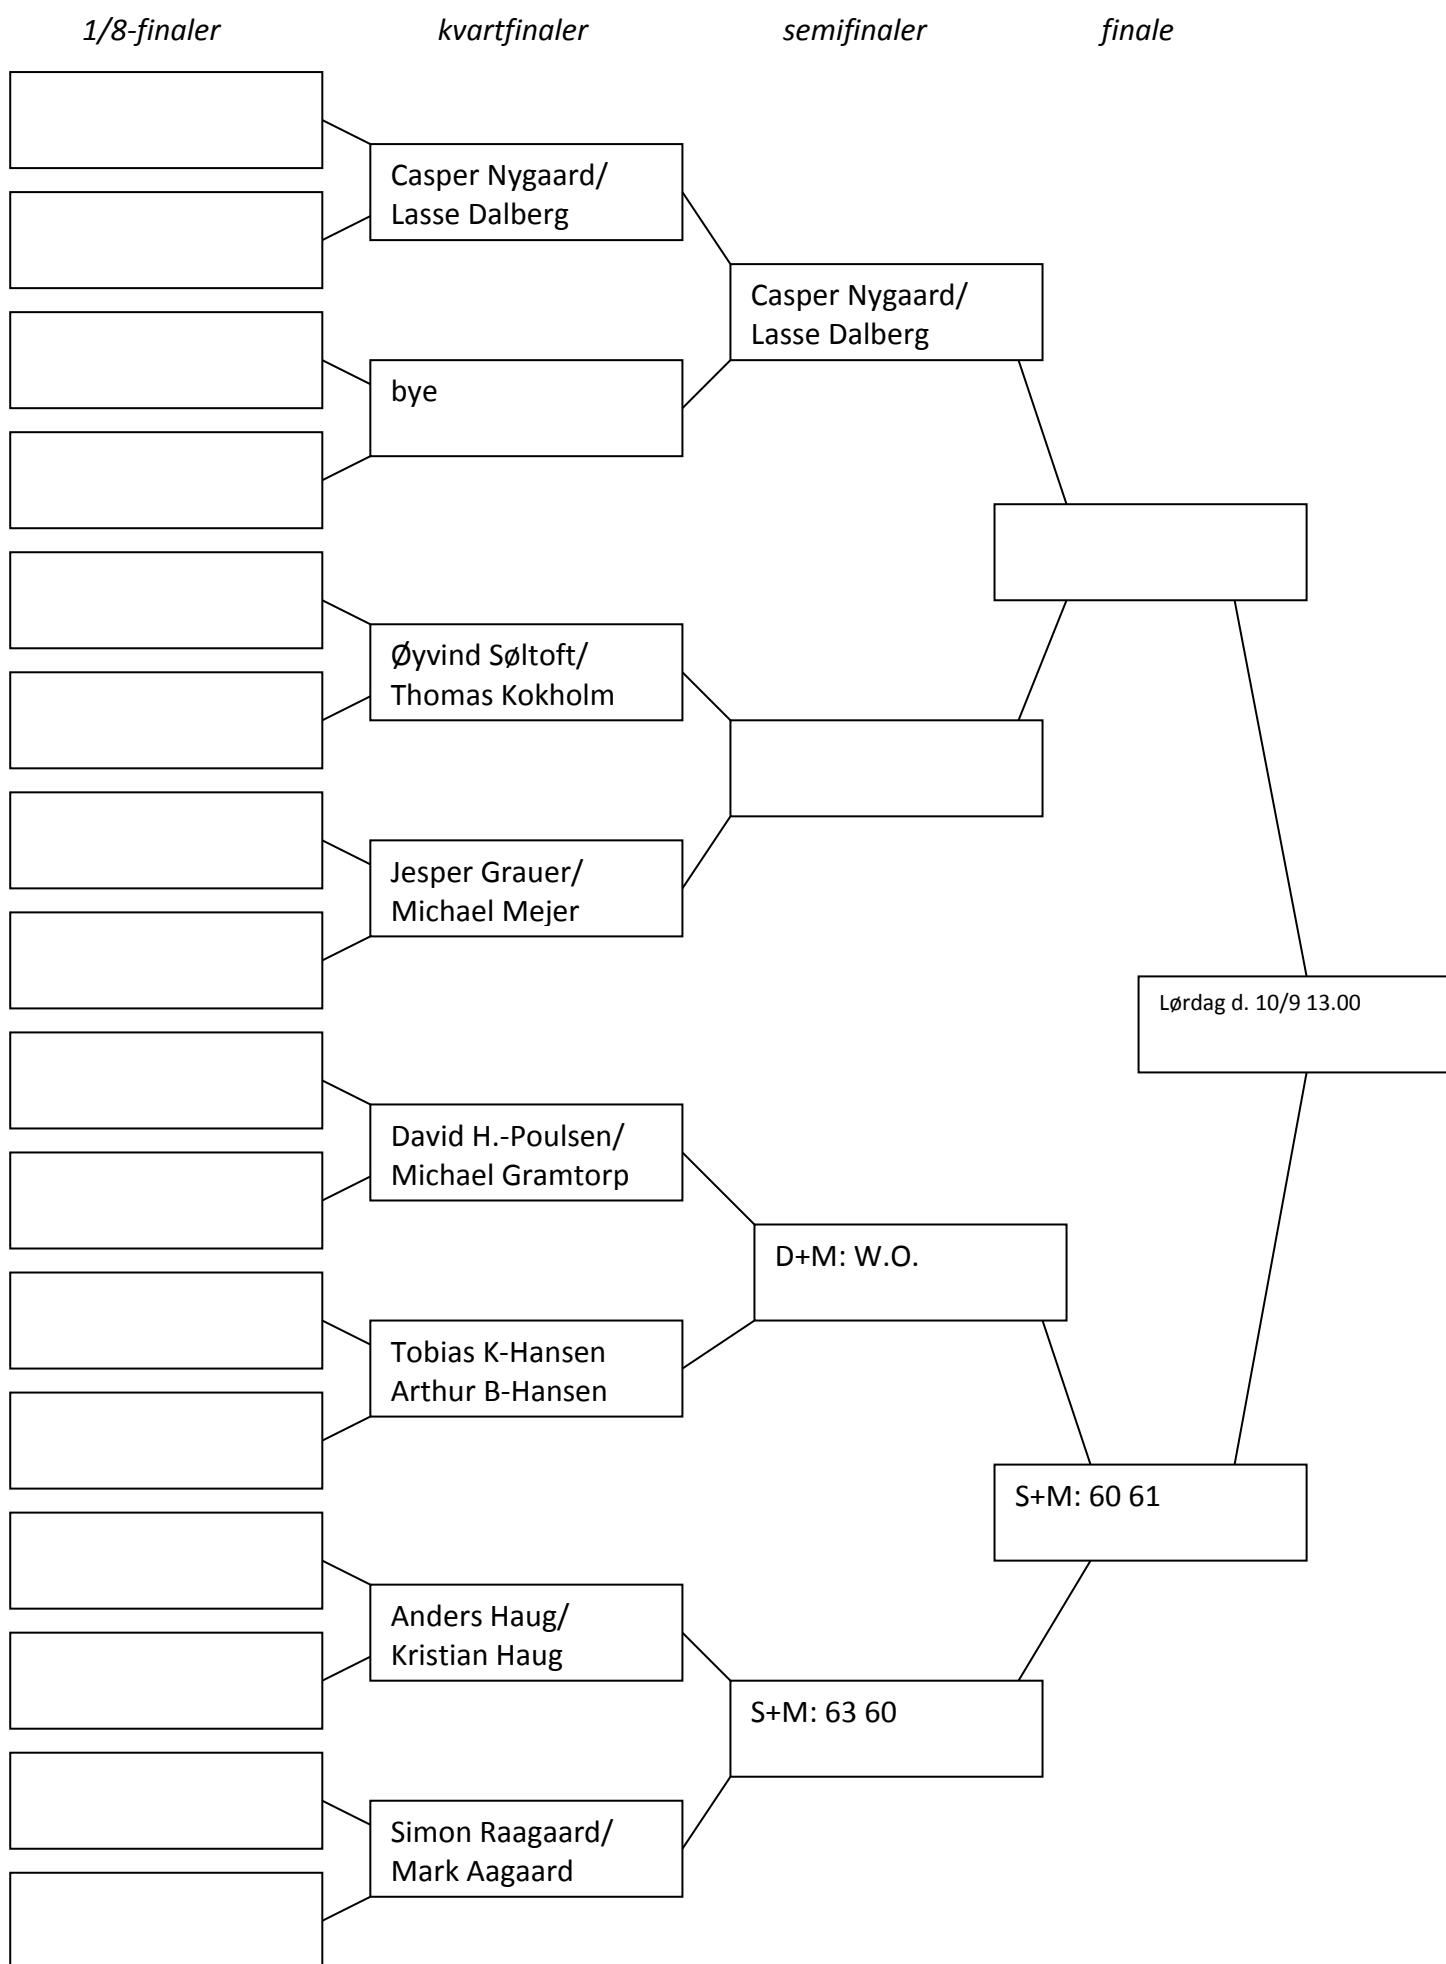 1/8-finaler
kvartfinaler
semifinaler
finale
Casper Nygaard/
Lasse Dalberg
Casper Nygaard/
Lasse Dalberg
bye
Øyvind Søltoft/
Thomas Kokholm
Jesper Grauer/
Michael Mejer
Lørdag d. 10/9 13.00
David H.-Poulsen/
Michael Gramtorp
D+M: W.O.
Tobias K-Hansen
Arthur B-Hansen
S+M: 60 61
Anders Haug/
Kristian Haug
S+M: 63 60
Simon Raagaard/
Mark Aagaard